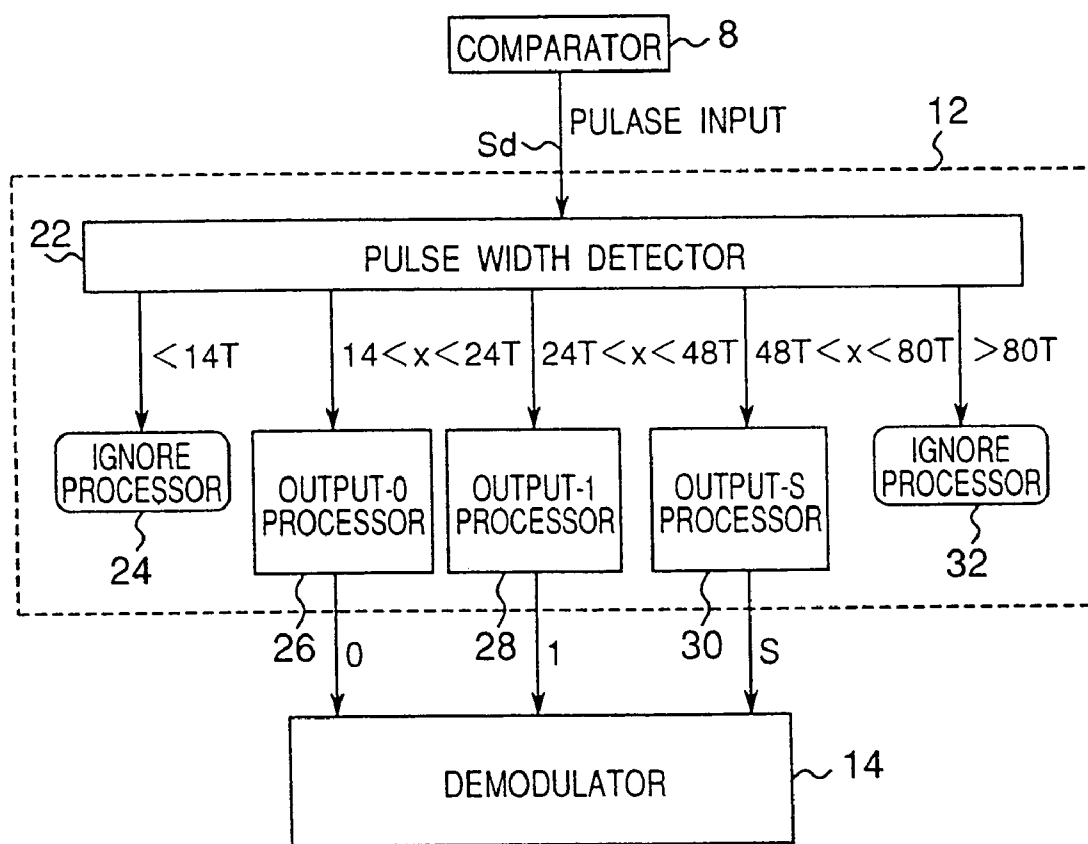 COMPARATOR
8
PULASE INPUT
Sd
12
22
PULSE WIDTH DETECTOR
<14T
14<x<24T
24T<x<48T
48T<x<80T
>80T
IGNORE
PROCESSOR
24
OUTPUT-0
PROCESSOR
26
OUTPUT-1
PROCESSOR
28
OUTPUT-S
PROCESSOR
30
IGNORE
PROCESSOR
32
0
1
S
DEMODULATOR
14